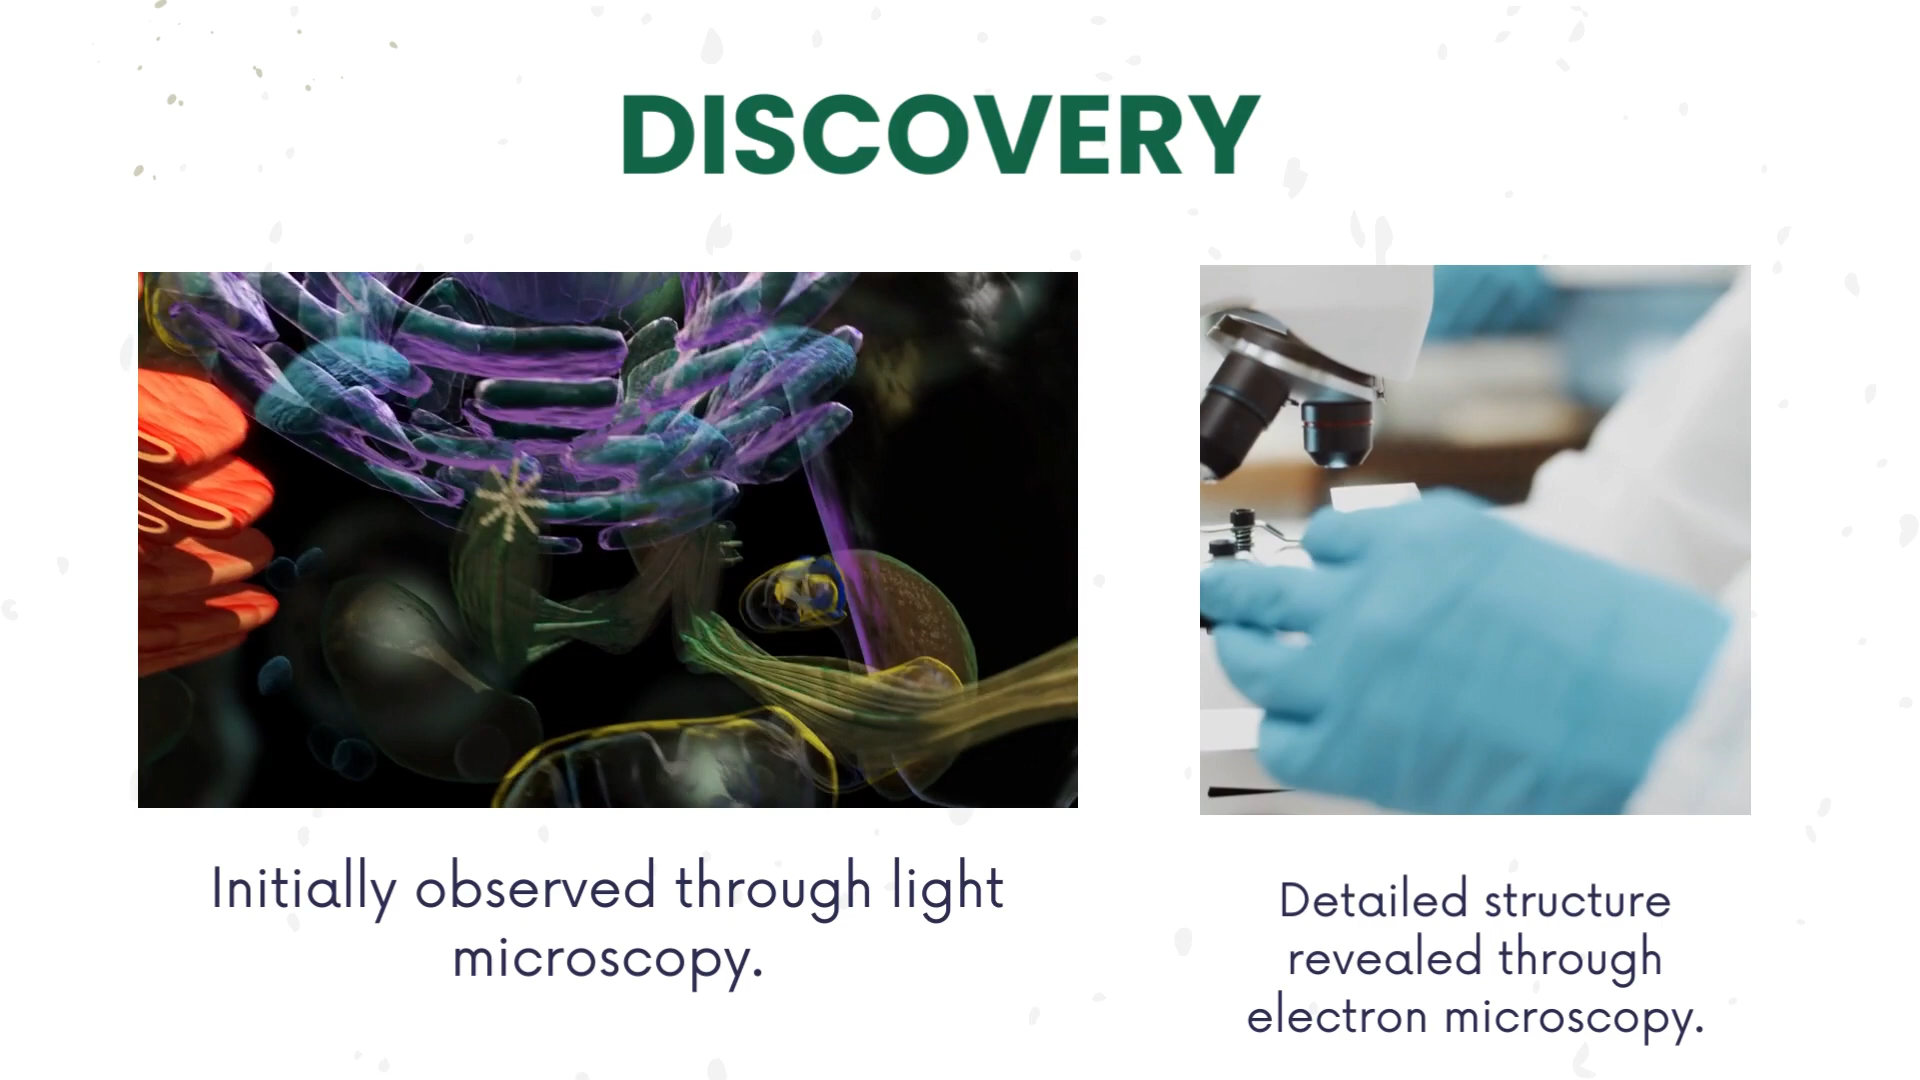 DISCOVERY
Initially observed through light
microscopy.
Detailed structure
revealed through
electron microscopy.